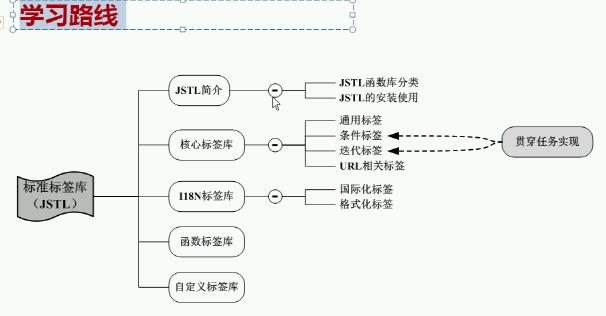 学习路线
JSTL简介
JSTL函数库分类
JSTL的安装使用
核心标签库
通用标签
条件标签
迭代标签
URL相关标签
贯穿任务实现
标准标签库
（JSTL）
I18N标签库
国际化标签
格式化标签
函数标签库
自定义标签库